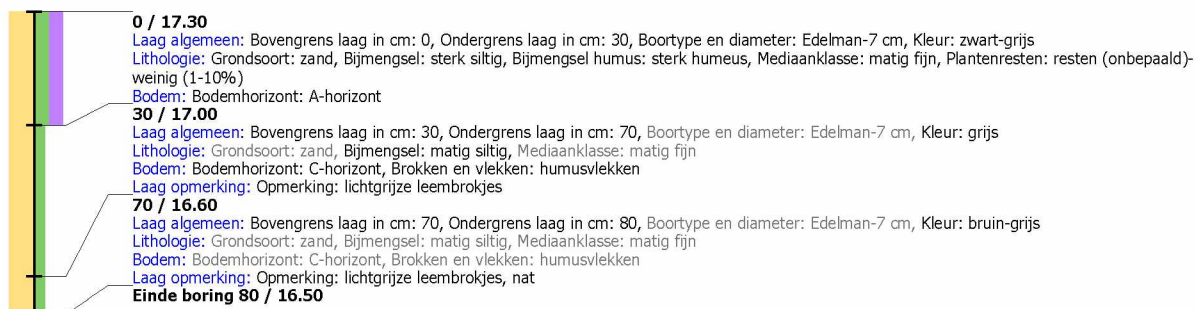 0 / 17.30
Laag algemeen: Bovengrens laag in cm: 0, Ondergrens laag in cm: 30, Boortype en diameter: Edelman-7 cm, Kleur: zwart-grijs
Lithologie: Grondsoort: zand, Bijmengsel: sterk siltig, Bijmengsel humus: sterk humeus, Mediaanklasse: matig fijn, Plantenresten: resten (onbepaald)-
weinig (1-10%)
Bodem: Bodemhorizont: A-horizont
30 / 17.00
Laag algemeen: Bovengrens laag in cm: 30, Ondergrens laag in cm: 70, Boortype en diameter: Edelman-7 cm, Kleur: grijs
Lithologie: Grondsoort: zand, Bijmengsel: matig siltig, Mediaanklasse: matig fijn
Bodem: Bodemhorizont: C-horizont, Brokken en vlekken: humusvlekken
Laag opmerking: Opmerking: lichtgrijze leembrokjes
70 / 16.60
Laag algemeen: Bovengrens laag in cm: 70, Ondergrens laag in cm: 80, Boortype en diameter: Edelman-7 cm, Kleur: bruin-grijs
Lithologie: Grondsoort: zand, Bijmengsel: matig siltig, Mediaanklasse: matig fijn
Bodem: Bodemhorizont: C-horizont, Brokken en vlekken: humusvlekken
Laag opmerking: Opmerking: lichtgrijze leembrokjes, nat
Einde boring 80 / 16.50